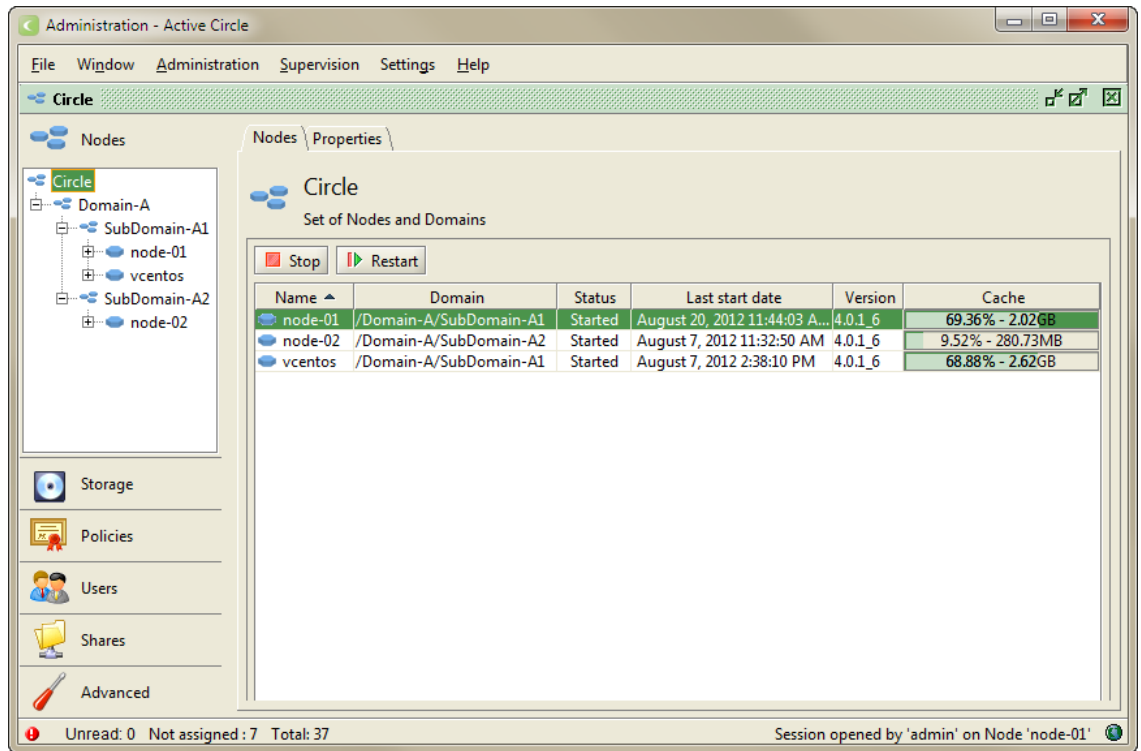 Administration - Active Circle
File Window Administration Supervision Settings Help
Circle
Nodes
Circle
Domain-A
SubDomain-A1
node-01
vcentos
SubDomain-A2
node-02
Storage
Policies
Users
Shares
Advanced
Nodes Properties
Circle
Set of Nodes and Domains
Stop Restart
Name Domain Status Last start date Version Cache
node-01 /Domain-A/SubDomain-A1 Started August 20, 2012 11:44:03 A... 4.0.1_6 69.36% - 2.02GB
node-02 /Domain-A/SubDomain-A2 Started August 7, 2012 11:32:50 AM 4.0.1_6 9.52% - 280.73MB
vcentos /Domain-A/SubDomain-A1 Started August 7, 2012 2:38:10 PM 4.0.1_6 68.88% - 2.62GB
Unread: 0 Not assigned : 7 Total: 37 Session opened by 'admin' on Node 'node-01'